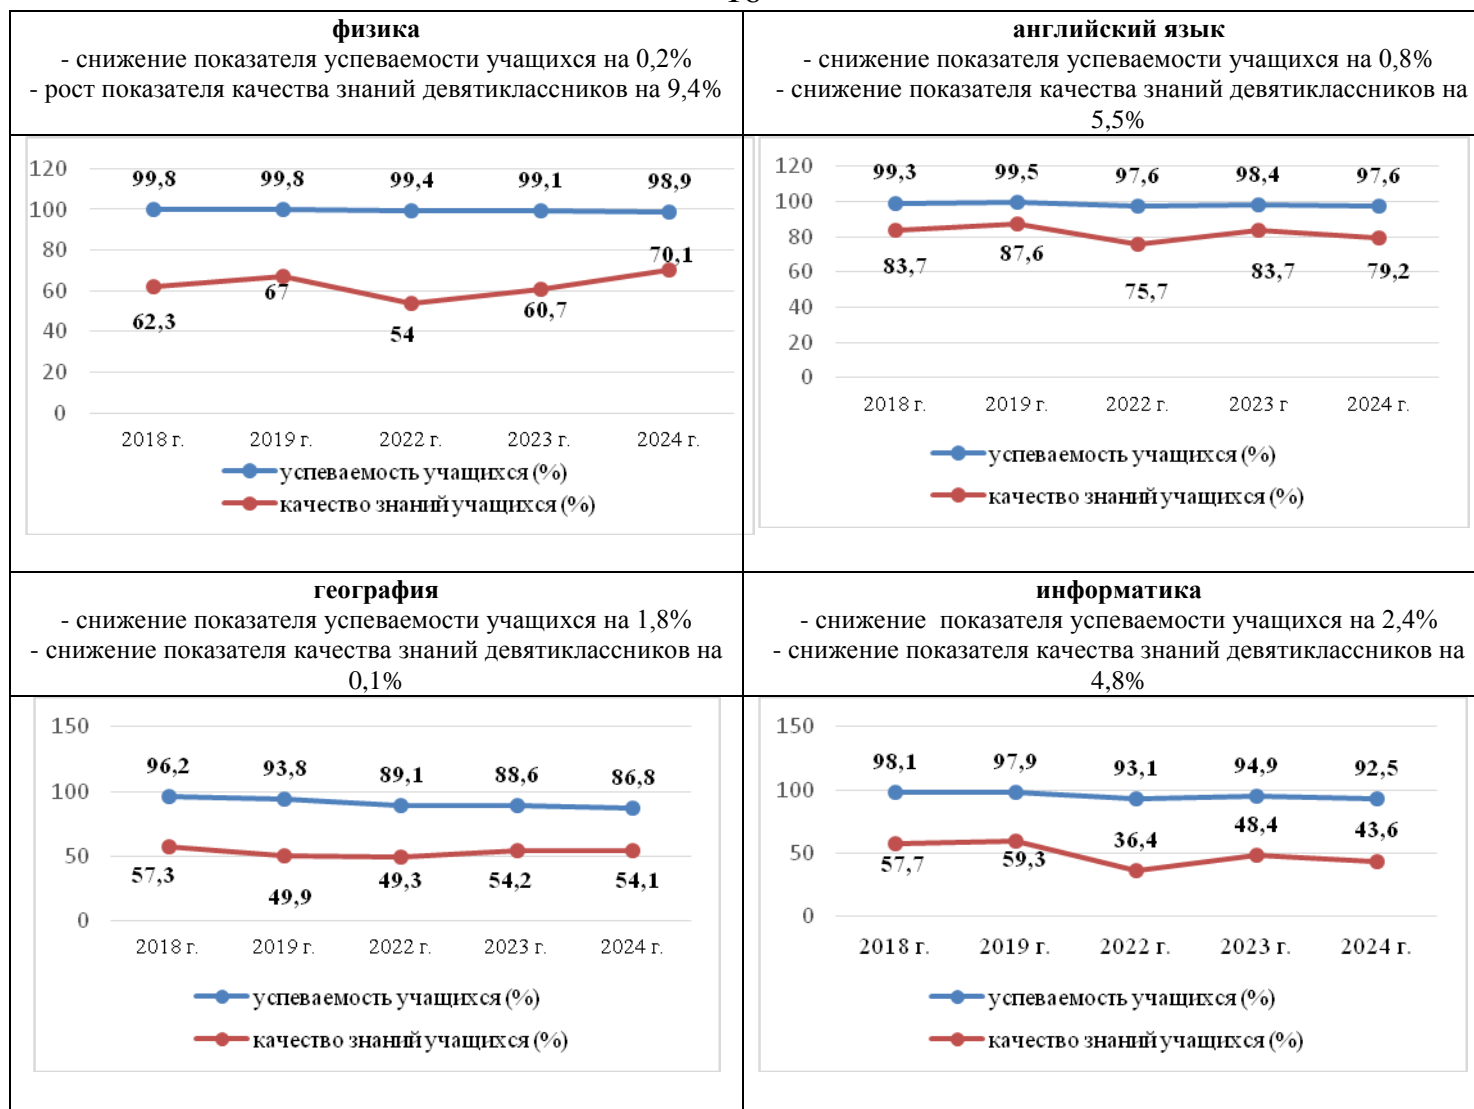 физика
- снижение показателя успеваемости учащихся на 0,2%
- рост показателя качества знаний девятиклассников на 9,4%
английский язык
- снижение показателя успеваемости учащихся на 0,8%
- снижение показателя качества знаний девятиклассников на
5,5%
120
100
80
60
40
20
0
99,8 99,8 99,4 99,1 98,9
62,3 67 54 60,7 70,1
2018 г. 2019 г. 2022 г. 2023 г. 2024 г.
успеваемость учащихся (%)
качество знаний учащихся (%)
120
100
80
60
40
20
0
99,3 99,5 97,6 98,4 97,6
83,7 87,6 75,7 83,7 79,2
2018 г. 2019 г. 2022 г. 2023 г 2024 г.
успеваемость учащихся (%)
качество знаний учащихся (%)
география
- снижение показателя успеваемости учащихся на 1,8%
- снижение показателя качества знаний девятиклассников на
0,1%
информатика
- снижение показателя успеваемости учащихся на 2,4%
- снижение показателя качества знаний девятиклассников на
4,8%
150
100
50
0
96,2 93,8 89,1 88,6 86,8
57,3 49,9 49,3 54,2 54,1
2018 г. 2019 г. 2022 г. 2023 г. 2024 г.
успеваемость учащихся (%)
качество знаний учащихся (%)
150
100
50
0
98,1 97,9 93,1 94,9 92,5
57,7 59,3 36,4 48,4 43,6
2018 г. 2019 г. 2022 г. 2023 г. 2024 г.
успеваемость учащихся (%)
качество знаний учащихся (%)